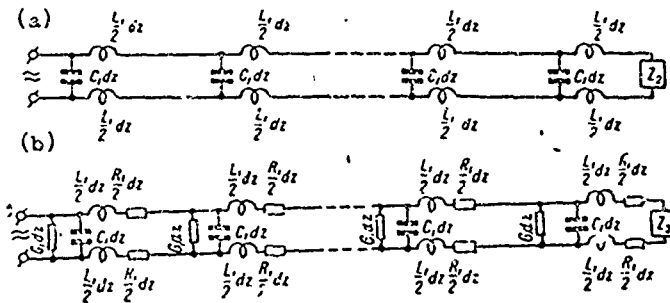 (a)
L₁/2 dz L₁/2 dz L₁/2 dz L₁/2 dz
C₁dz C₁dz C₁dz C₁dz Z₂
L₁/2 dz L₁/2 dz L₁/2 dz L₁/2 dz
(b)
L₁/2 dz R₁/2 dz L₁/2 dz R₁/2 dz L₁/2 dz R₁/2 dz L₁/2 dz R₁/2 dz
G₁dz C₁dz G₁dz C₁dz G₁dz C₁dz G₁dz C₁dz Z₂
L₁/2 dz R₁/2 dz L₁/2 dz R₁/2 L₁/2 dz R₁/2 dz L₁/2 dz R₁/2 dz